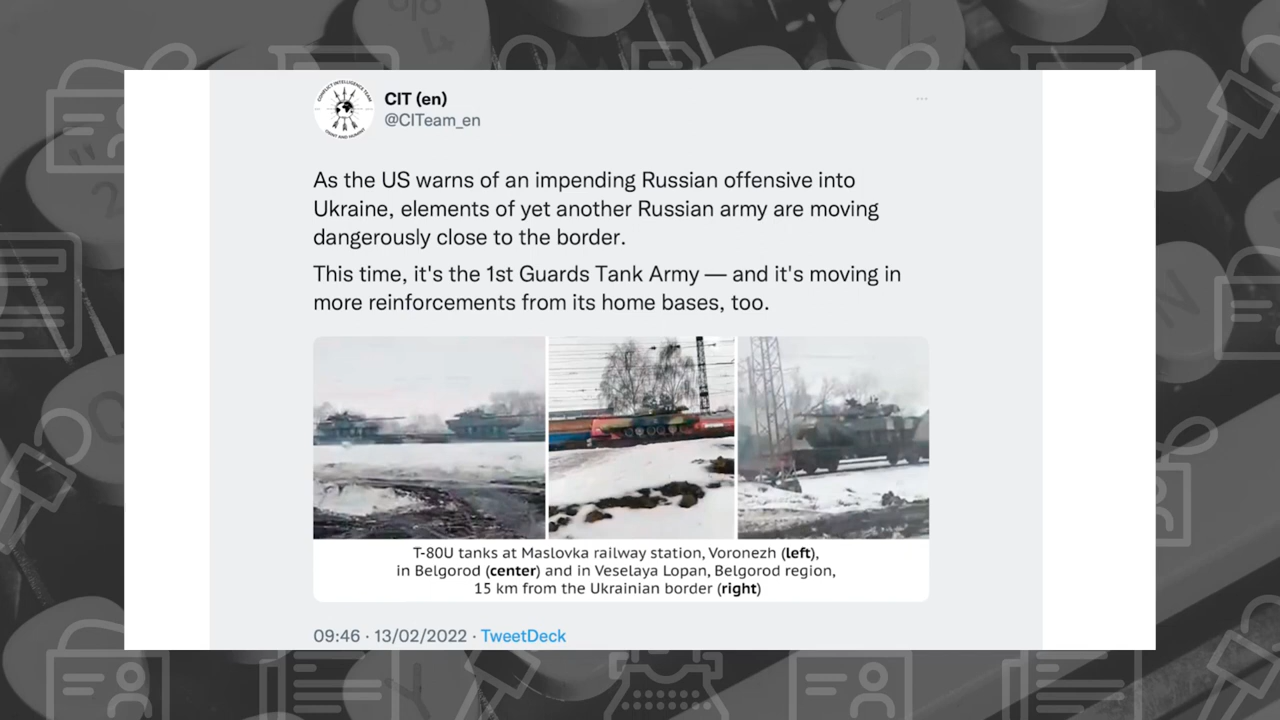 CONFLICT INTELLIGENCE TEAM
CIT (en)
@CITeam_en
As the US warns of an impending Russian offensive into
Ukraine, elements of yet another Russian army are moving
dangerously close to the border.
This time, it's the 1st Guards Tank Army — and it's moving in
more reinforcements from its home bases, too.
T-80U tanks at Maslovka railway station, Voronezh (left),
in Belgorod (center) and in Veselaya Lopan, Belgorod region,
15 km from the Ukrainian border (right)
09:46 · 13/02/2022 · TweetDeck